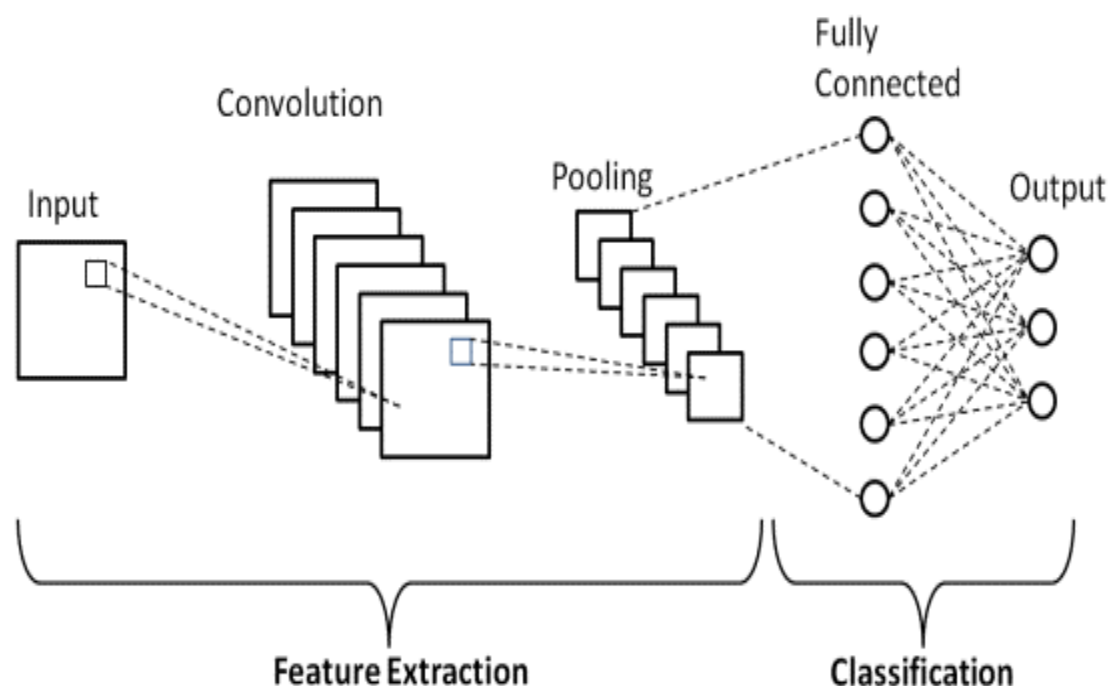 Fully
Connected
Convolution
Pooling
Output
Input
Feature Extraction
Classification